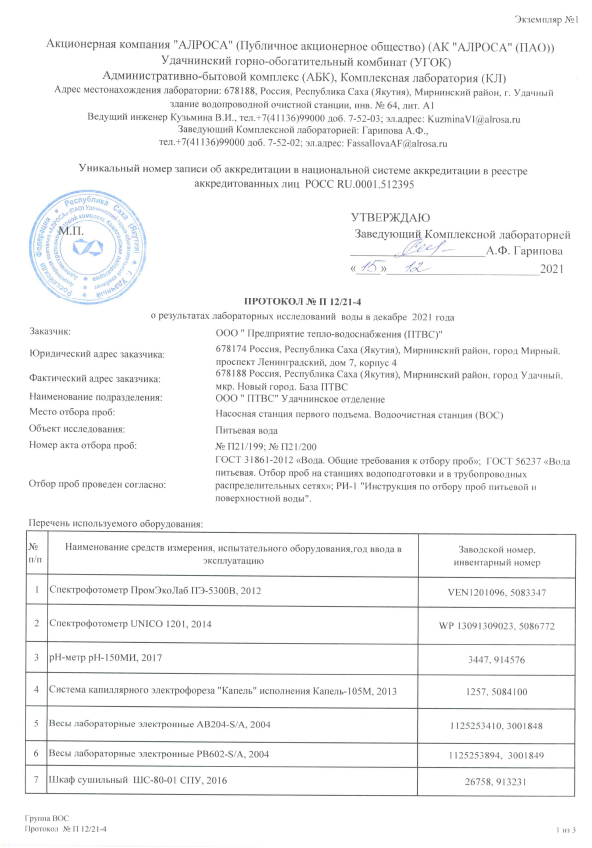 Экземпляр №1
Акционерная компания "АЛРОСА" (Публичное акционерное общество) (АК "АЛРОСА" (ПАО))
Удачнинский горно-обогатительный комбинат (УГОК)
Административно-бытовой комплекс (АБК), Комплексная лаборатория (КЛ)
Адрес местонахождения лаборатории: 678188, Россия, Республика Саха (Якутия), Мирнинский район, г. Удачный
здание водопроводной очистной станции, инв. № 64, лит. А1
Ведущий инженер Кузьмина В.И., тел.+7(41136)99000 доб. 7-52-03; эл.адрес: KuzminaVI@alrosa.ru
Заведующий Комплексной лабораторией: Гарипова А.Ф.,
тел.+7(41136)99000 доб. 7-52-02; эл.адрес: FassallovaAF@alrosa.ru
Уникальный номер записи об аккредитации в национальной системе аккредитации в реестре
аккредитованных лиц РОСС RU.0001.512395
М.П.
УТВЕРЖДАЮ
Заведующий Комплексной лабораторией
А.Ф. Гарипова
« 15 » 12 2021
ПРОТОКОЛ № П 12/21-4
о результатах лабораторных исследований воды в декабре 2021 года
Заказчик: ООО " Предприятие тепло-водоснабжения (ПТВС)"
Юридический адрес заказчика: 678174 Россия, Республика Саха (Якутия), Мирнинский район, город Мирный.
проспект Ленинградский, дом 7, корпус 4
Фактический адрес заказчика: 678188 Россия, Республика Саха (Якутия), Мирнинский район, город Удачный.
мкр. Новый город. База ПТВС
Наименование подразделения: ООО " ПТВС" Удачнинское отделение
Место отбора проб: Насосная станция первого подъема. Водоочистная станция (ВОС)
Объект исследования: Питьевая вода
Номер акта отбора проб: № П21/199; № П21/200
Отбор проб проведен согласно: ГОСТ 31861-2012 «Вода. Общие требования к отбору проб»; ГОСТ 56237 «Вода
питьевая. Отбор проб на станциях водоподготовки и в трубопроводных
распределительных сетях»; РИ-1 "Инструкция по отбору проб питьевой и
поверхностной воды".
Перечень используемого оборудования:
№ п/п Наименование средств измерения, испытательного оборудования,год ввода в эксплуатацию Заводской номер. инвентарный номер
1 Спектрофотометр ПромЭкоЛаб ПЭ-5300В, 2012 VEN1201096, 5083347
2 Спектрофотометр UNICO 1201, 2014 WP 13091309023, 5086772
3 рН-метр рН-150МИ, 2017 3447, 914576
4 Система капиллярного электрофореза "Капель" исполнения Капель-105М, 2013 1257, 5084100
5 Весы лабораторные электронные AB204-S/A, 2004 1125253410, 3001848
6 Весы лабораторные электронные PB602-S/A, 2004 1125253894, 3001849
7 Шкаф сушильный ШС-80-01 СПУ, 2016 26758, 913231
Группа ВОС
Протокол № П 12/21-4
1 из 3